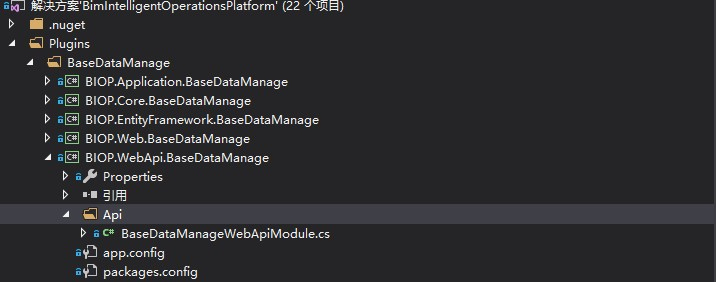 解决方案'BimIntelligentOperationsPlatform' (22 个项目)
.nuget
Plugins
BaseDataManage
C# BIOP.Application.BaseDataManage
C# BIOP.Core.BaseDataManage
C# BIOP.EntityFramework.BaseDataManage
C# BIOP.Web.BaseDataManage
C# BIOP.WebApi.BaseDataManage
Properties
引用
Api
C# BaseDataManageWebApiModule.cs
app.config
packages.config